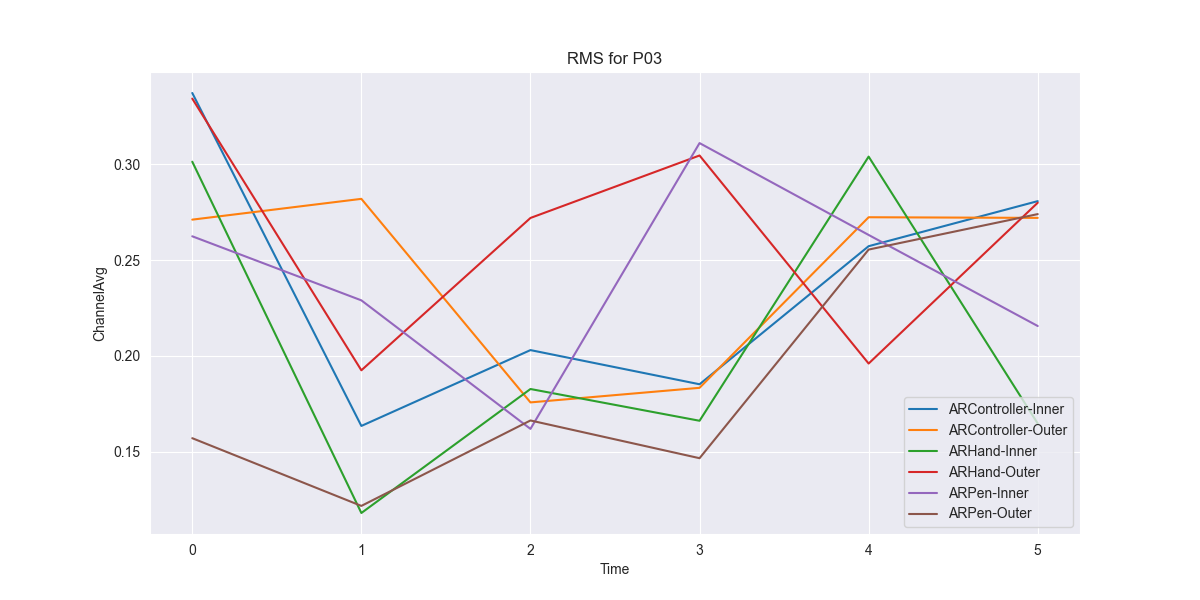 RMS for P03
ChannelAvg
0.30
0.25
0.20
0.15
0 1 2 3 4 5
Time
ARController-Inner
ARController-Outer
ARHand-Inner
ARHand-Outer
ARPen-Inner
ARPen-Outer